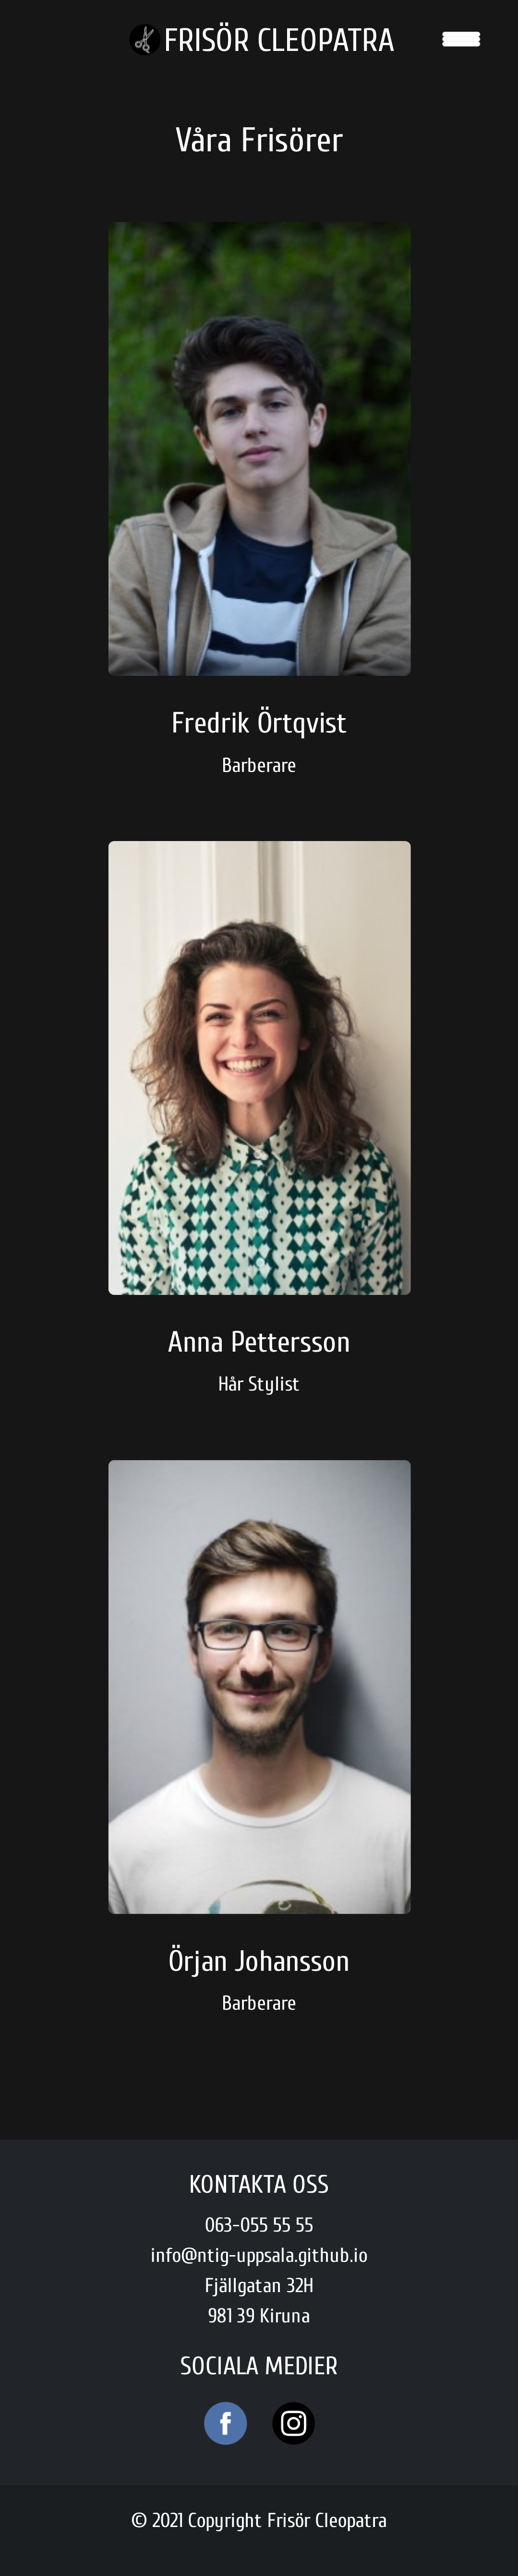 FRISÖR CLEOPATRA
Våra Frisörer
Fredrik Örtqvist
Barberare
Anna Pettersson
Hår Stylist
Örjan Johansson
Barberare
KONTAKTA OSS
063-055 55 55
info@ntig-uppsala.github.io
Fjällgatan 32H
981 39 Kiruna
SOCIALA MEDIER
© 2021 Copyright Frisör Cleopatra